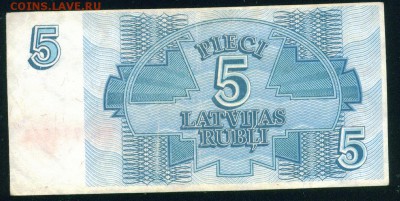 COINS.LAVE.RU
5
PIECI
5
LATVIJAS
RUBĻI
5